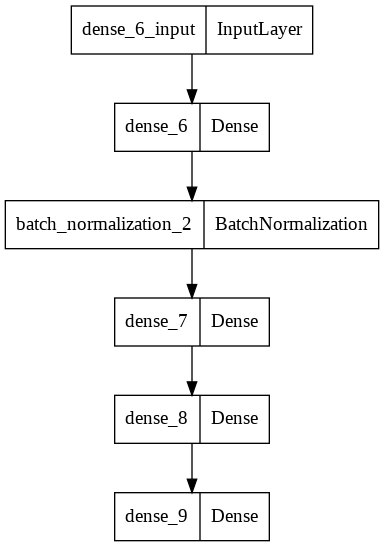 dense_6_input InputLayer
dense_6 Dense
batch_normalization_2 BatchNormalization
dense_7 Dense
dense_8 Dense
dense_9 Dense